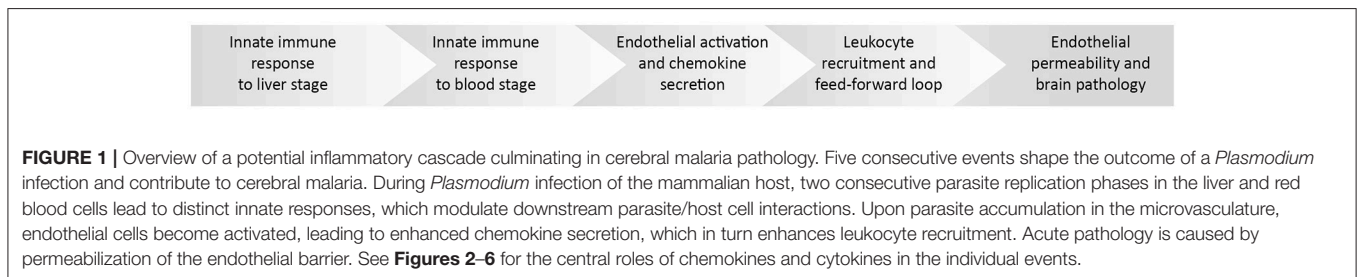 Innate immune
response
to liver stage
Innate immune
response
to blood stage
Endothelial activation
and chemokine
secretion
Leukocyte
recruitment and
feed-forward loop
Endothelial
permeability and
brain pathology
FIGURE 1 | Overview of a potential inflammatory cascade culminating in cerebral malaria pathology. Five consecutive events shape the outcome of a Plasmodium
infection and contribute to cerebral malaria. During Plasmodium infection of the mammalian host, two consecutive parasite replication phases in the liver and red
blood cells lead to distinct innate responses, which modulate downstream parasite/host cell interactions. Upon parasite accumulation in the microvasculature,
endothelial cells become activated, leading to enhanced chemokine secretion, which in turn enhances leukocyte recruitment. Acute pathology is caused by
permeabilization of the endothelial barrier. See Figures 2–6 for the central roles of chemokines and cytokines in the individual events.